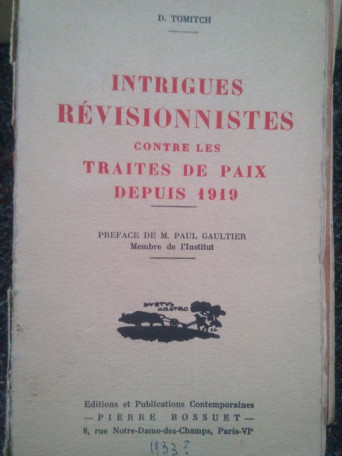 D. TOMITCH
INTRIGUES
RÉVISIONNISTES
CONTRE LES
TRAITES DE PAIX
DEPUIS 1919
PREFACE DE M. PAUL GAULTIER
Membre de l'Institut
Editions et Publications Contemporaines
— PIERRE BOSSUET —
8, rue Notre-Dame-des-Champs, Paris-VIᵉ
1933?